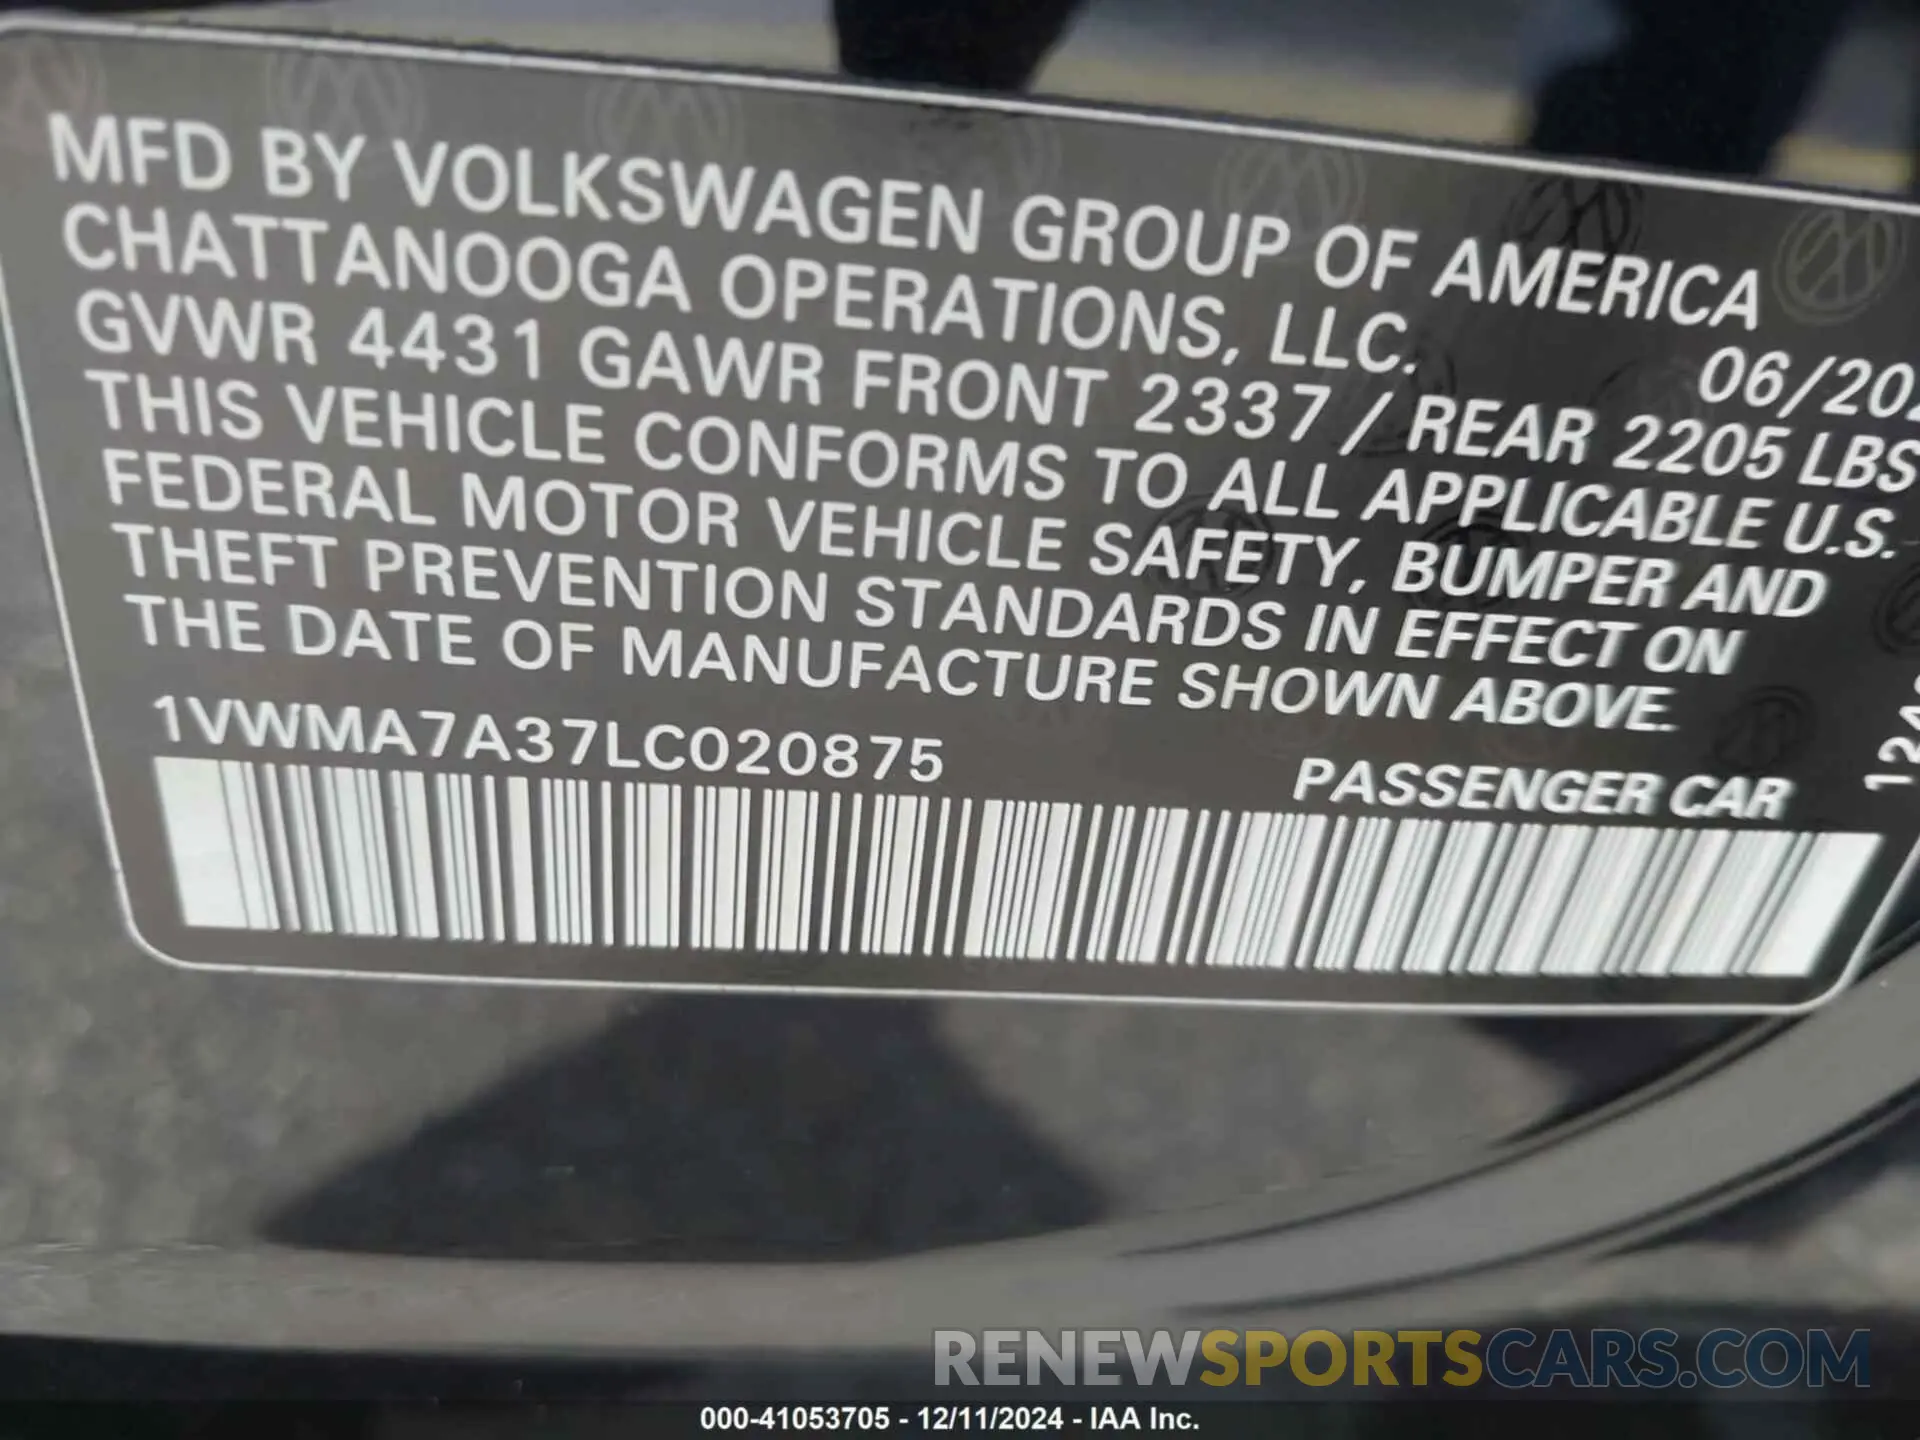 MFD BY VOLKSWAGEN GROUP OF AMERICA
CHATTANOOGA OPERATIONS, LLC.
06/202
GVWR 4431 GAWR FRONT 2337 / REAR 2205 LBS
THIS VEHICLE CONFORMS TO ALL APPLICABLE U.S.
FEDERAL MOTOR VEHICLE SAFETY, BUMPER AND
THEFT PREVENTION STANDARDS IN EFFECT ON
THE DATE OF MANUFACTURE SHOWN ABOVE.
1VWMA7A37LC020875
PASSENGER CAR
RENEWSPORTSCARS.COM
000-41053705 - 12/11/2024 - IAA Inc.